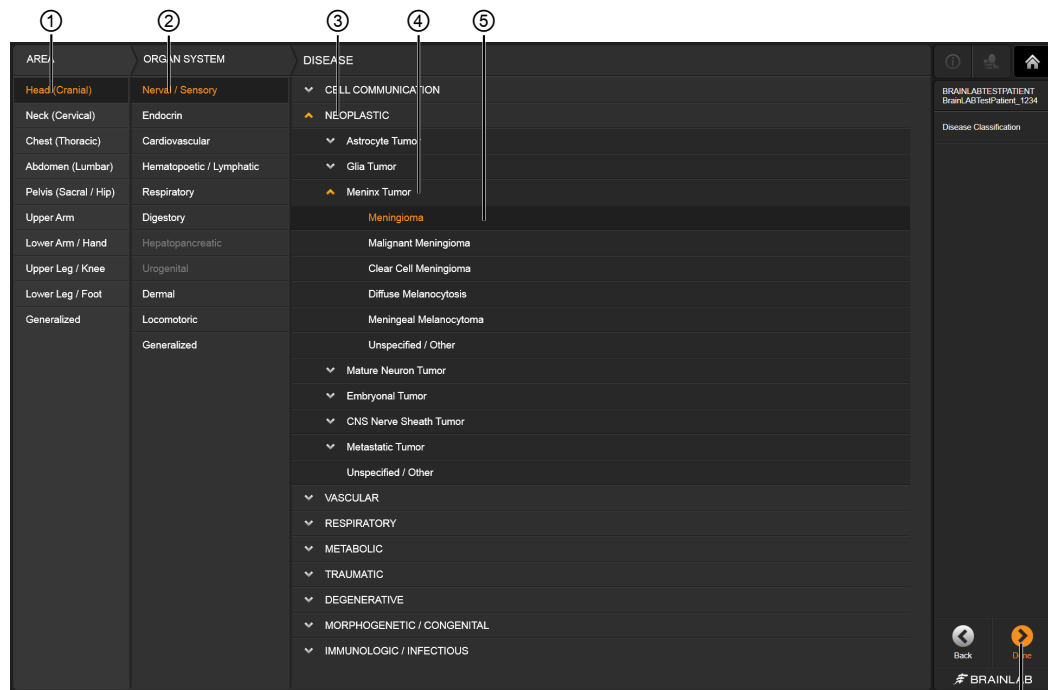 ① ② ③ ④ ⑤
AREA ORGAN SYSTEM DISEASE
Head (Cranial)
Neck (Cervical)
Chest (Thoracic)
Abdomen (Lumbar)
Pelvis (Sacral / Hip)
Upper Arm
Lower Arm / Hand
Upper Leg / Knee
Lower Leg / Foot
Generalized
Nerval / Sensory
Endocrin
Cardiovascular
Hematopoetic / Lymphatic
Respiratory
Digestory
Hepatopancreatic
Urogenital
Dermal
Locomotoric
Generalized
CELL COMMUNICATION
NEOPLASTIC
Astrocyte Tumor
Glia Tumor
Meninx Tumor
Meningioma
Malignant Meningioma
Clear Cell Meningioma
Diffuse Melanocytosis
Meningeal Melanocytoma
Unspecified / Other
Mature Neuron Tumor
Embryonal Tumor
CNS Nerve Sheath Tumor
Metastatic Tumor
Unspecified / Other
VASCULAR
RESPIRATORY
METABOLIC
TRAUMATIC
DEGENERATIVE
MORPHOGENETIC / CONGENITAL
IMMUNOLOGIC / INFECTIOUS
BRAINLABTESTPATIENT
BrainLABTestPatient_1234
Disease Classification
Back Done
BRAINLAB